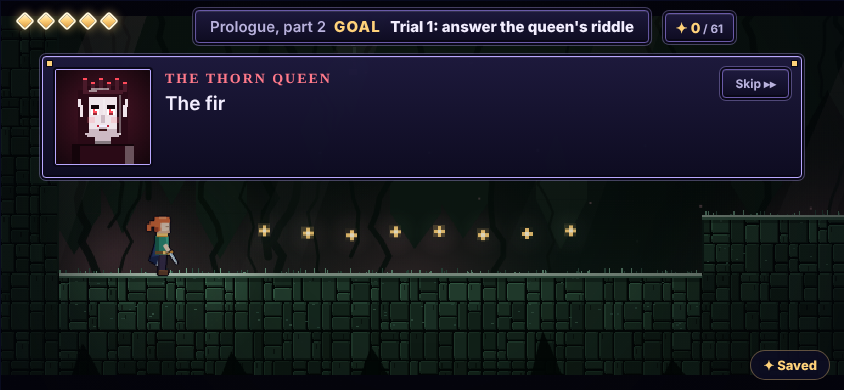 Prologue, part 2 GOAL Trial 1: answer the queen's riddle
✦ 0 / 61
THE THORN QUEEN
Skip ▸▸
The fir
✦ Saved